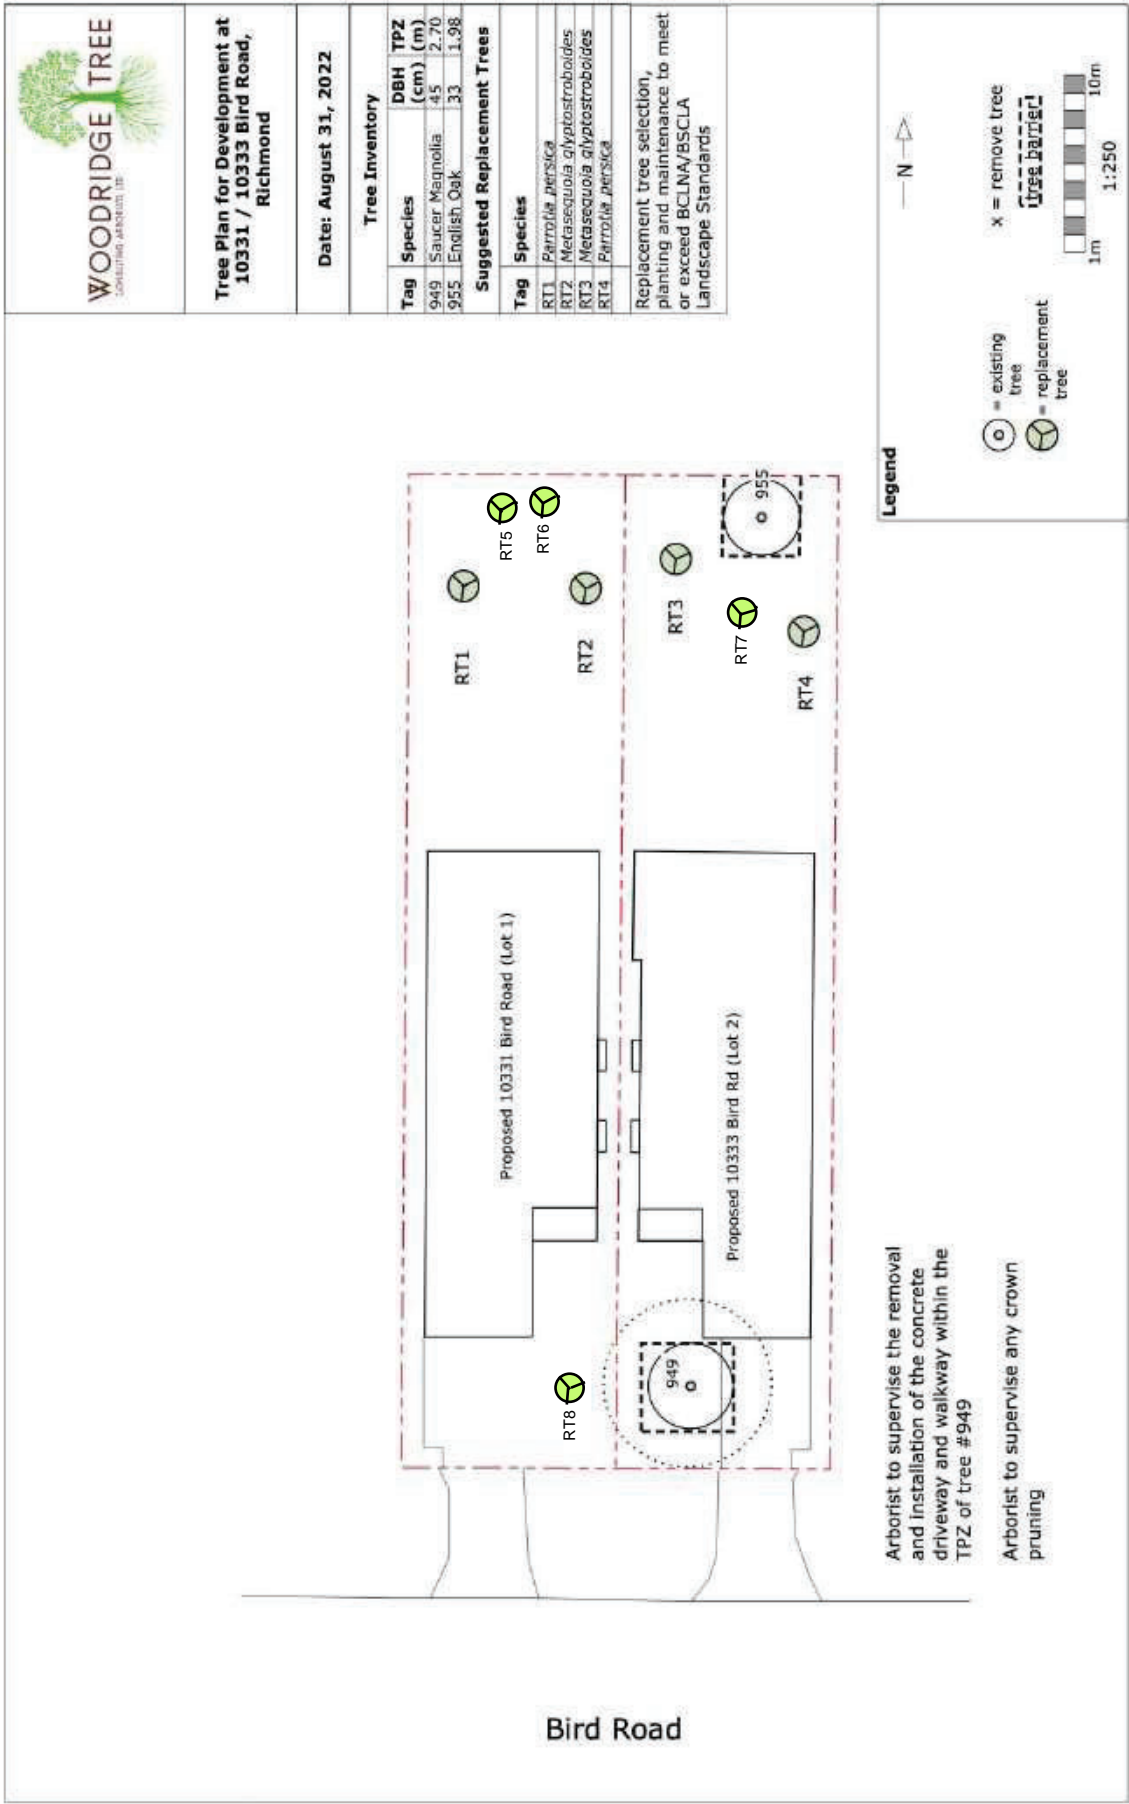 WOODRIDGE TREE
CONSULTING ARBORISTS LTD
Tree Plan for Development at
10331 / 10333 Bird Road,
Richmond
Date: August 31, 2022
Tree Inventory
Tag Species DBH (cm) TPZ (m)
949 Saucer Magnolia 45 2.70
955 English Oak 33 1.98
Suggested Replacement Trees
Tag Species
RT1 Parrotia persica
RT2 Metasequoia glyptostroboides
RT3 Metasequoia glyptostroboides
RT4 Parrotia persica
Replacement tree selection,
planting and maintenance to meet
or exceed BCLNA/BSCLA
Landscape Standards
Legend
N
= existing
tree
= replacement
tree
x = remove tree
tree barrier
1m
10m
1:250
RT1
RT5
RT6
RT2
RT3
RT7
RT4
955
Proposed 10331 Bird Road (Lot 1)
Proposed 10333 Bird Rd (Lot 2)
RT8
949
Arborist to supervise the removal
and installation of the concrete
driveway and walkway within the
TPZ of tree #949
Arborist to supervise any crown
pruning
Bird Road